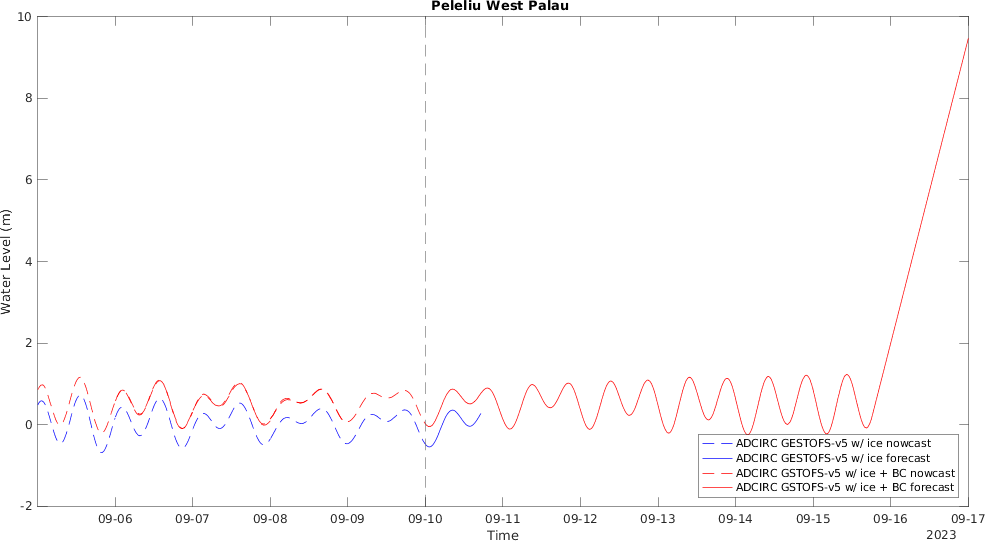 Peleliu West Palau
10
8
6
4
2
0
-2
Water Level (m)
ADCIRC GESTOFS-v5 w/ ice nowcast
ADCIRC GESTOFS-v5 w/ ice forecast
ADCIRC GSTOFS-v5 w/ ice + BC nowcast
ADCIRC GSTOFS-v5 w/ ice + BC forecast
09-06 09-07 09-08 09-09 09-10 09-11 09-12 09-13 09-14 09-15 09-16 09-17
Time
2023